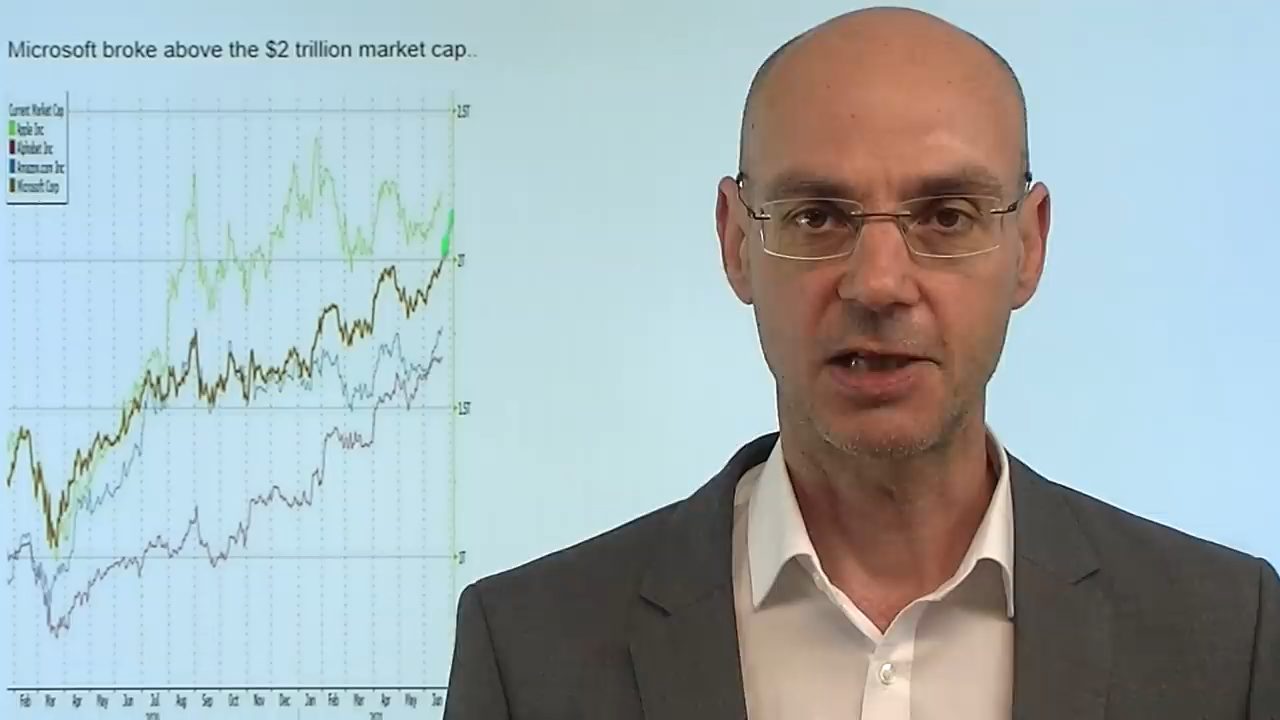 Microsoft broke above the $2 trillion market cap..
Current Market Cap
Apple Inc
Alphabet Inc
Amazon.com Inc
Microsoft Corp
2.5T
2T
1.5T
1T
Feb Mar Apr May Jun Jul Aug Sep Oct Nov Dec Jan Feb Mar Apr May Jun
2020 2021